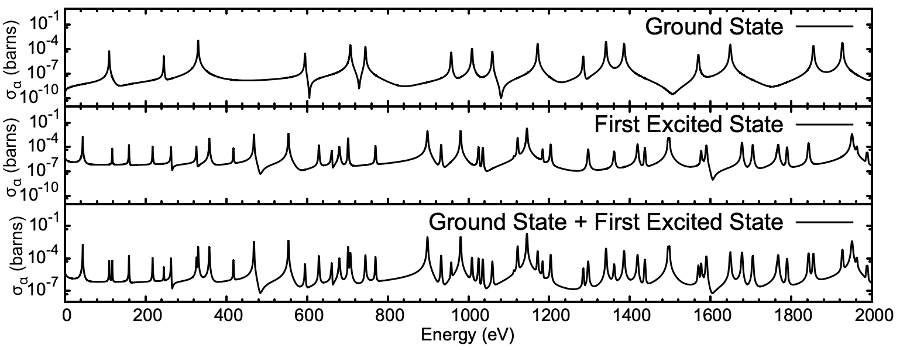 10⁻¹
Ground State
10⁻⁴
10⁻⁷
10⁻¹⁰
σα (barns)
10⁻¹
First Excited State
10⁻⁴
10⁻⁷
10⁻¹⁰
σα (barns)
10⁻¹
Ground State + First Excited State
10⁻⁴
10⁻⁷
σα (barns)
0 200 400 600 800 1000 1200 1400 1600 1800 2000
Energy (eV)